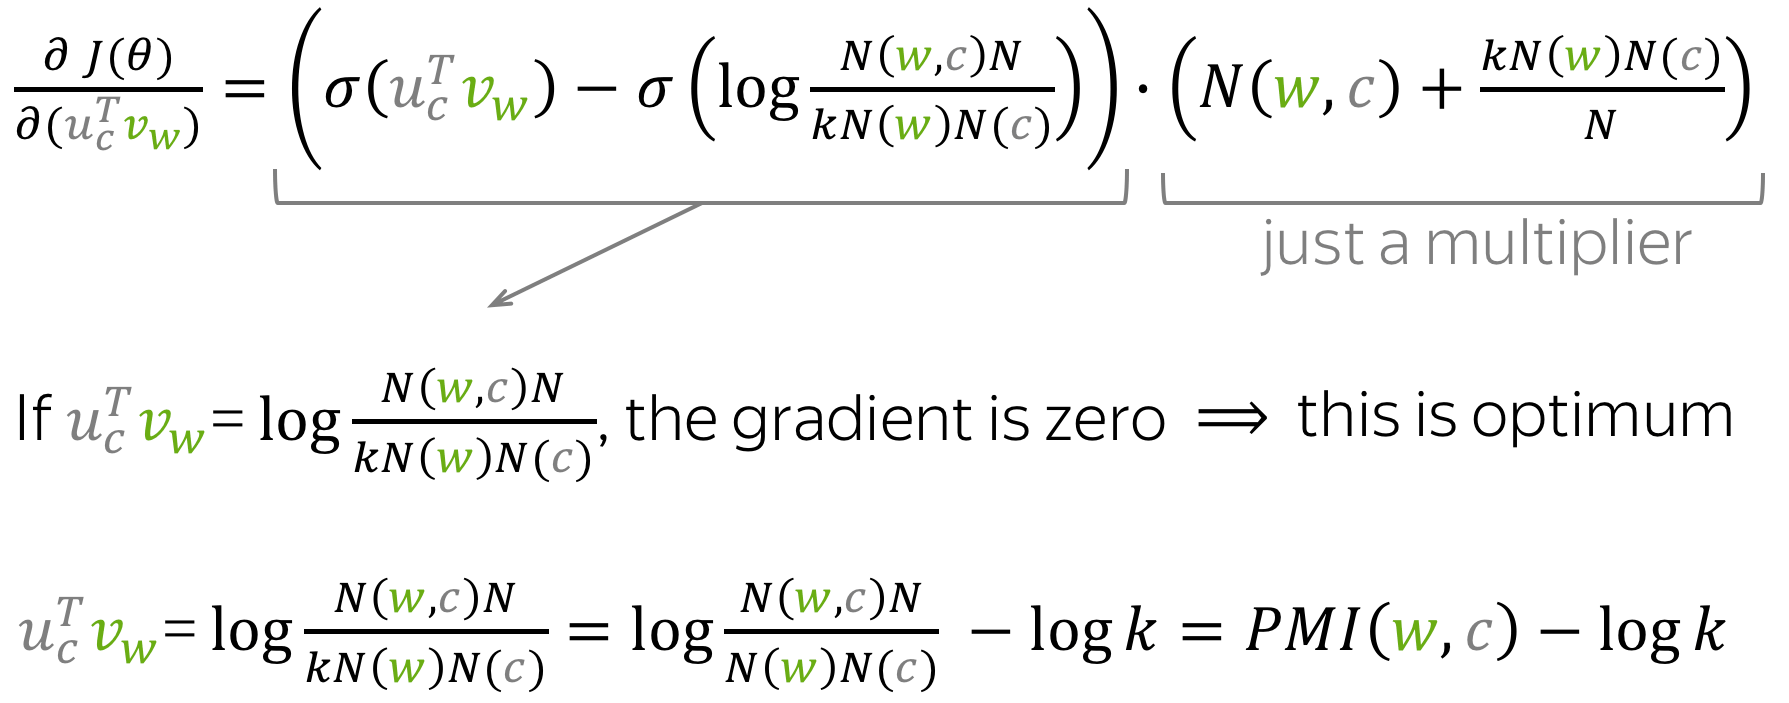 ∂ J(θ) / ∂(u_c^T v_w) = (σ(u_c^T v_w) − σ(log N(w,c)N / kN(w)N(c))) · (N(w, c) + kN(w)N(c) / N)
just a multiplier
If u_c^T v_w = log N(w,c)N / kN(w)N(c), the gradient is zero ⟹ this is optimum
u_c^T v_w = log N(w,c)N / kN(w)N(c) = log N(w,c)N / N(w)N(c) − log k = PMI(w, c) − log k